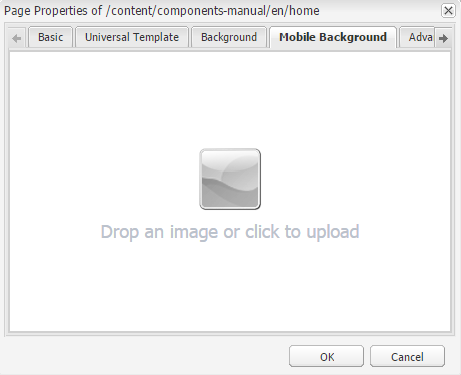 Page Properties of /content/components-manual/en/home
Basic Universal Template Background Mobile Background Adva
Drop an image or click to upload
OK Cancel